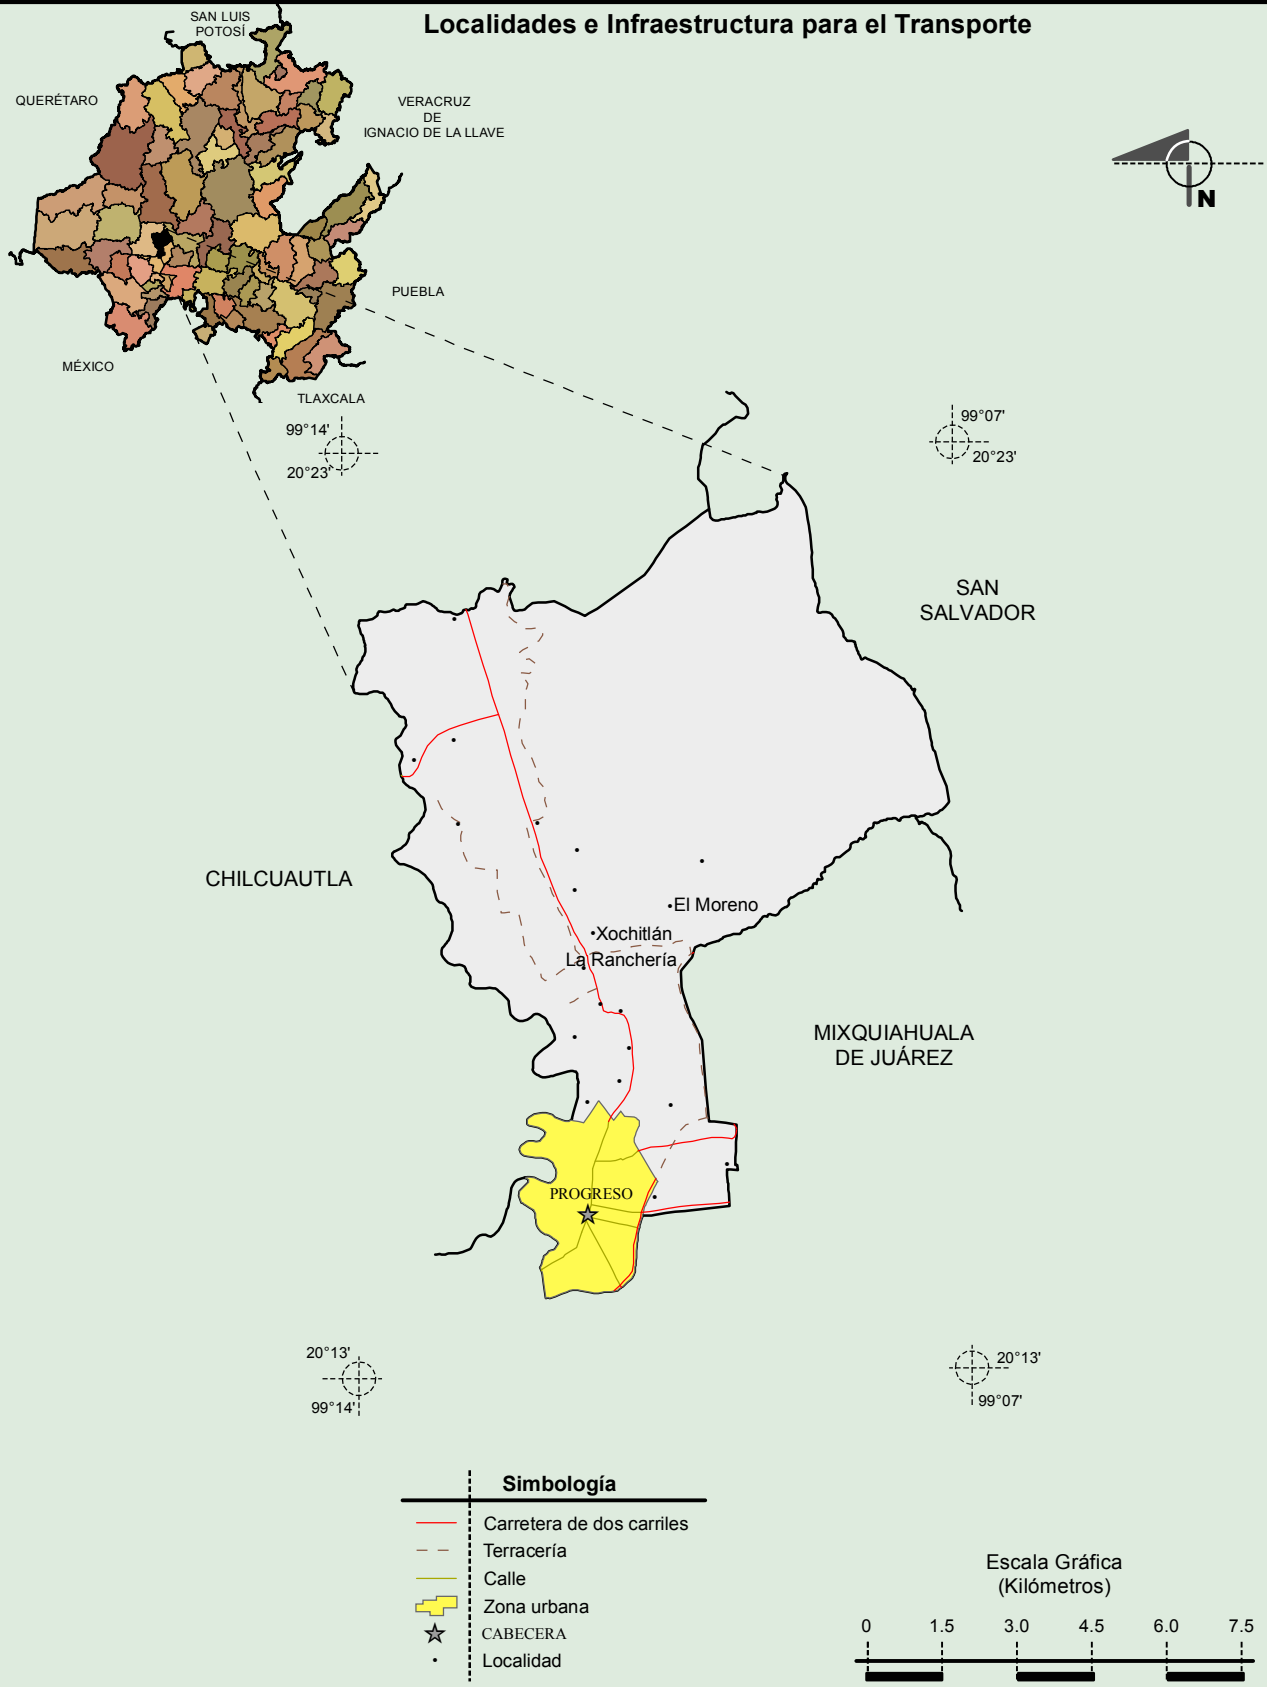 Localidades e Infraestructura para el Transporte
SAN LUIS
POTOSÍ
QUERÉTARO
VERACRUZ
DE
IGNACIO DE LA LLAVE
N
PUEBLA
MÉXICO
TLAXCALA
99°14'
20°23'
99°07'
20°23'
SAN
SALVADOR
CHILCUAUTLA
El Moreno
Xochitlán
La Ranchería
MIXQUIAHUALA
DE JUÁREZ
PROGRESO
20°13'
99°14'
20°13'
99°07'
Simbología
Carretera de dos carriles
Terracería
Calle
Zona urbana
CABECERA
Localidad
Escala Gráfica
(Kilómetros)
0 1.5 3.0 4.5 6.0 7.5